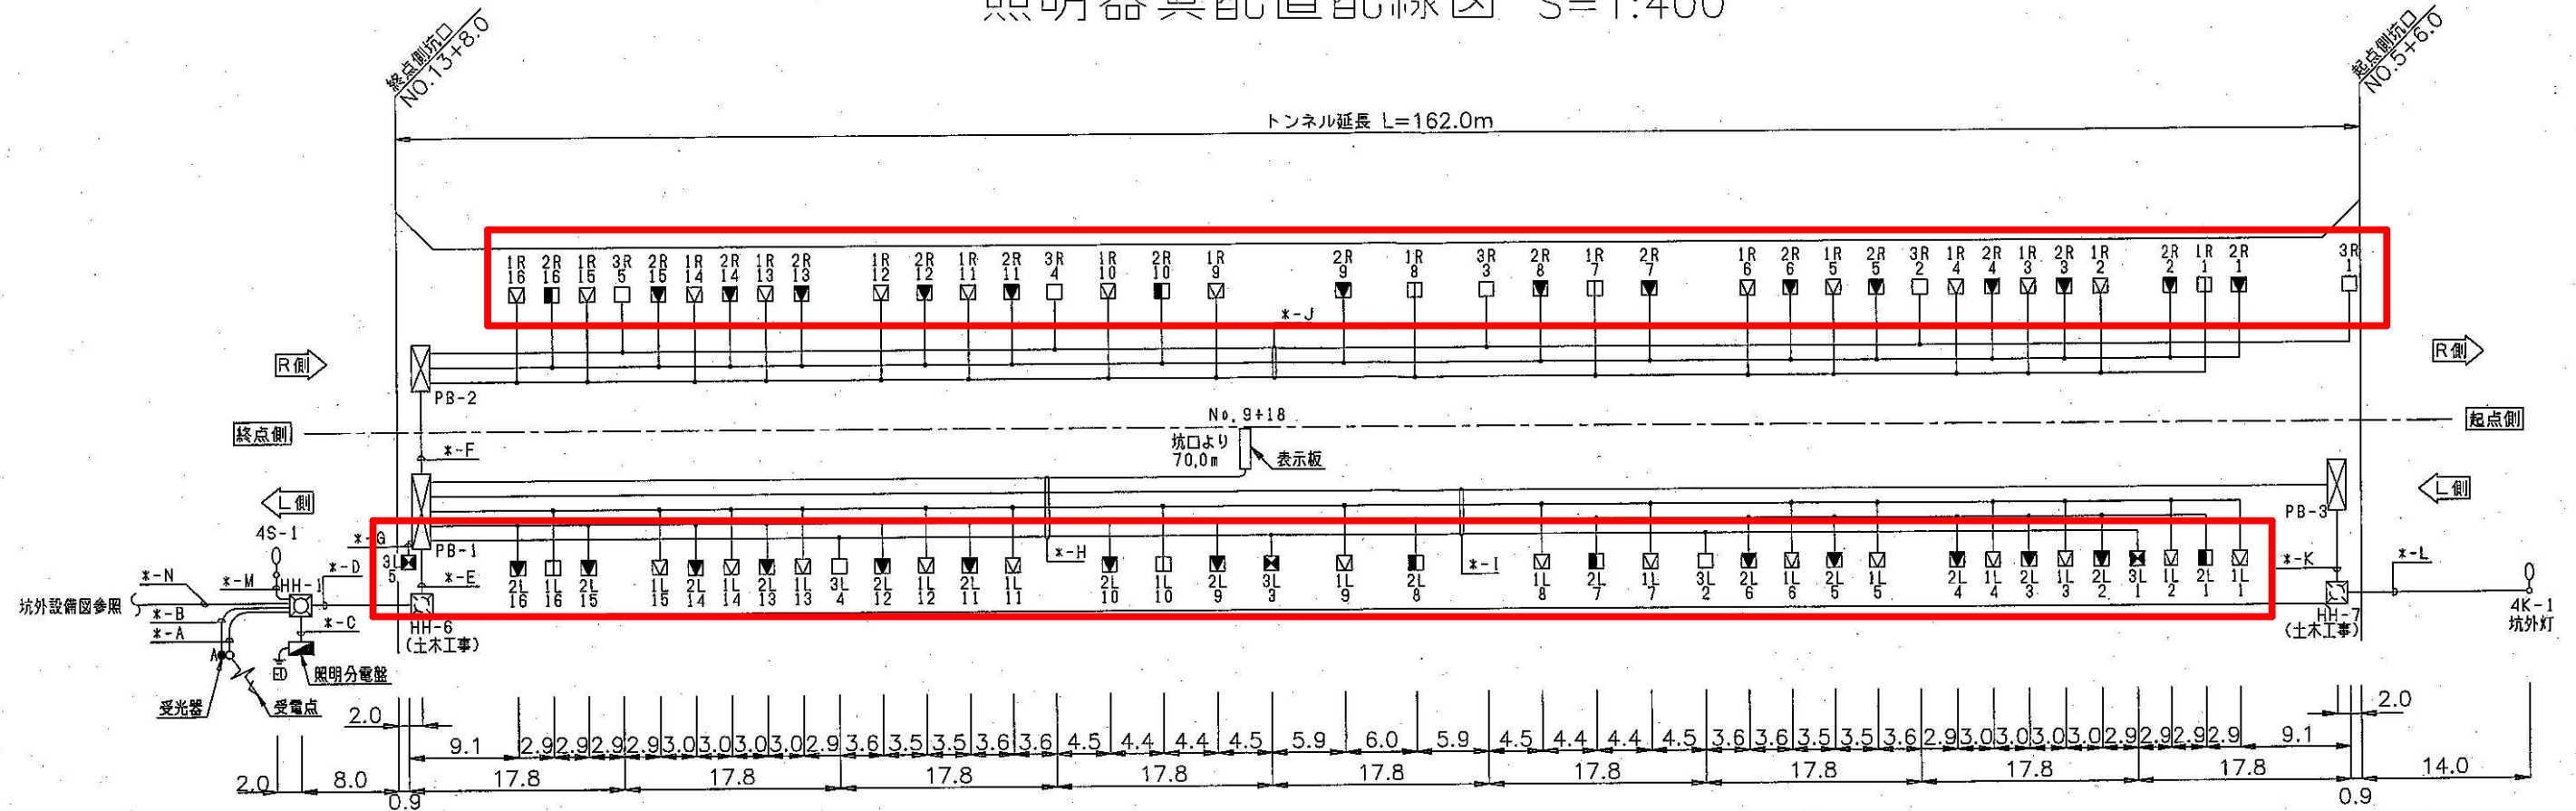 照明器具配置配線図 S=1:400
終点側坑口
NO.13+8.0
起点側坑口
NO.5+6.0
トンネル延長 L=162.0m
1R 2R 1R 3R 2R 1R 2R 1R 2R 1R 2R 1R 2R 3R 1R 2R 1R 2R 1R 3R 2R 1R 2R 1R 2R 1R 2R 3R 1R 2R 1R 2R 1R 2R 1R 2R 3R
16 16 15 5 15 14 14 13 13 12 12 11 11 4 10 10 9 9 8 3 8 7 7 6 6 5 5 2 4 4 3 3 2 2 1 1 1
*-J
R側
R側
PB-2
No. 9+18
終点側
起点側
坑口より
70.0m
表示板
*-F
L側
L側
4S-1
PB-3
*-G
PB-1
*-H
*-I
*-K
*-L
*-N
*-M
HH-1
*-D
*-E
3L 2L 1L 2L 1L 2L 1L 2L 1L 3L 2L 1L 2L 1L 2L 1L 2L 3L 1L 2L 1L 2L 1L 3L 2L 1L 2L 1L 2L 1L 2L 1L 2L 3L 1L 2L 1L
5 16 16 15 15 14 14 13 13 4 12 12 11 11 10 10 9 3 9 8 8 7 7 2 6 6 5 5 4 4 3 3 2 1 2 1 1
坑外設備図参照
*-B
*-A
*-C
HH-6
(土木工事)
HH-7
(土木工事)
4K-1
坑外灯
A
ED
照明分電盤
受光器
受電点
2.0
2.0
9.1 2.9 2.9 2.9 2.9 3.0 3.0 3.0 3.0 2.9 3.6 3.5 3.5 3.6 3.6 4.5 4.4 4.4 4.5 5.9 6.0 5.9 4.5 4.4 4.4 4.5 3.6 3.6 3.5 3.5 3.6 2.9 3.0 3.0 3.0 3.0 2.9 2.9 2.9 2.9 9.1
2.0 8.0 17.8 17.8 17.8 17.8 17.8 17.8 17.8 17.8 17.8 14.0
0.9
0.9